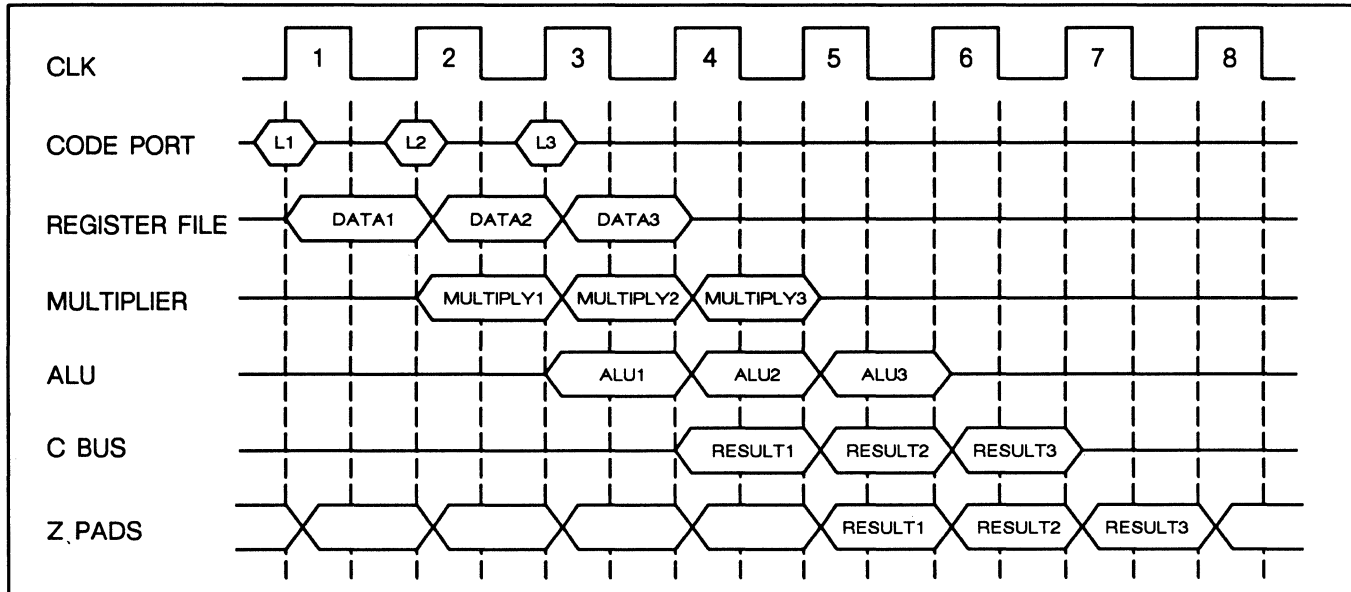 CLK 1 2 3 4 5 6 7 8
CODE PORT L1 L2 L3
REGISTER FILE DATA1 DATA2 DATA3
MULTIPLIER MULTIPLY1 MULTIPLY2 MULTIPLY3
ALU ALU1 ALU2 ALU3
C BUS RESULT1 RESULT2 RESULT3
Z PADS RESULT1 RESULT2 RESULT3